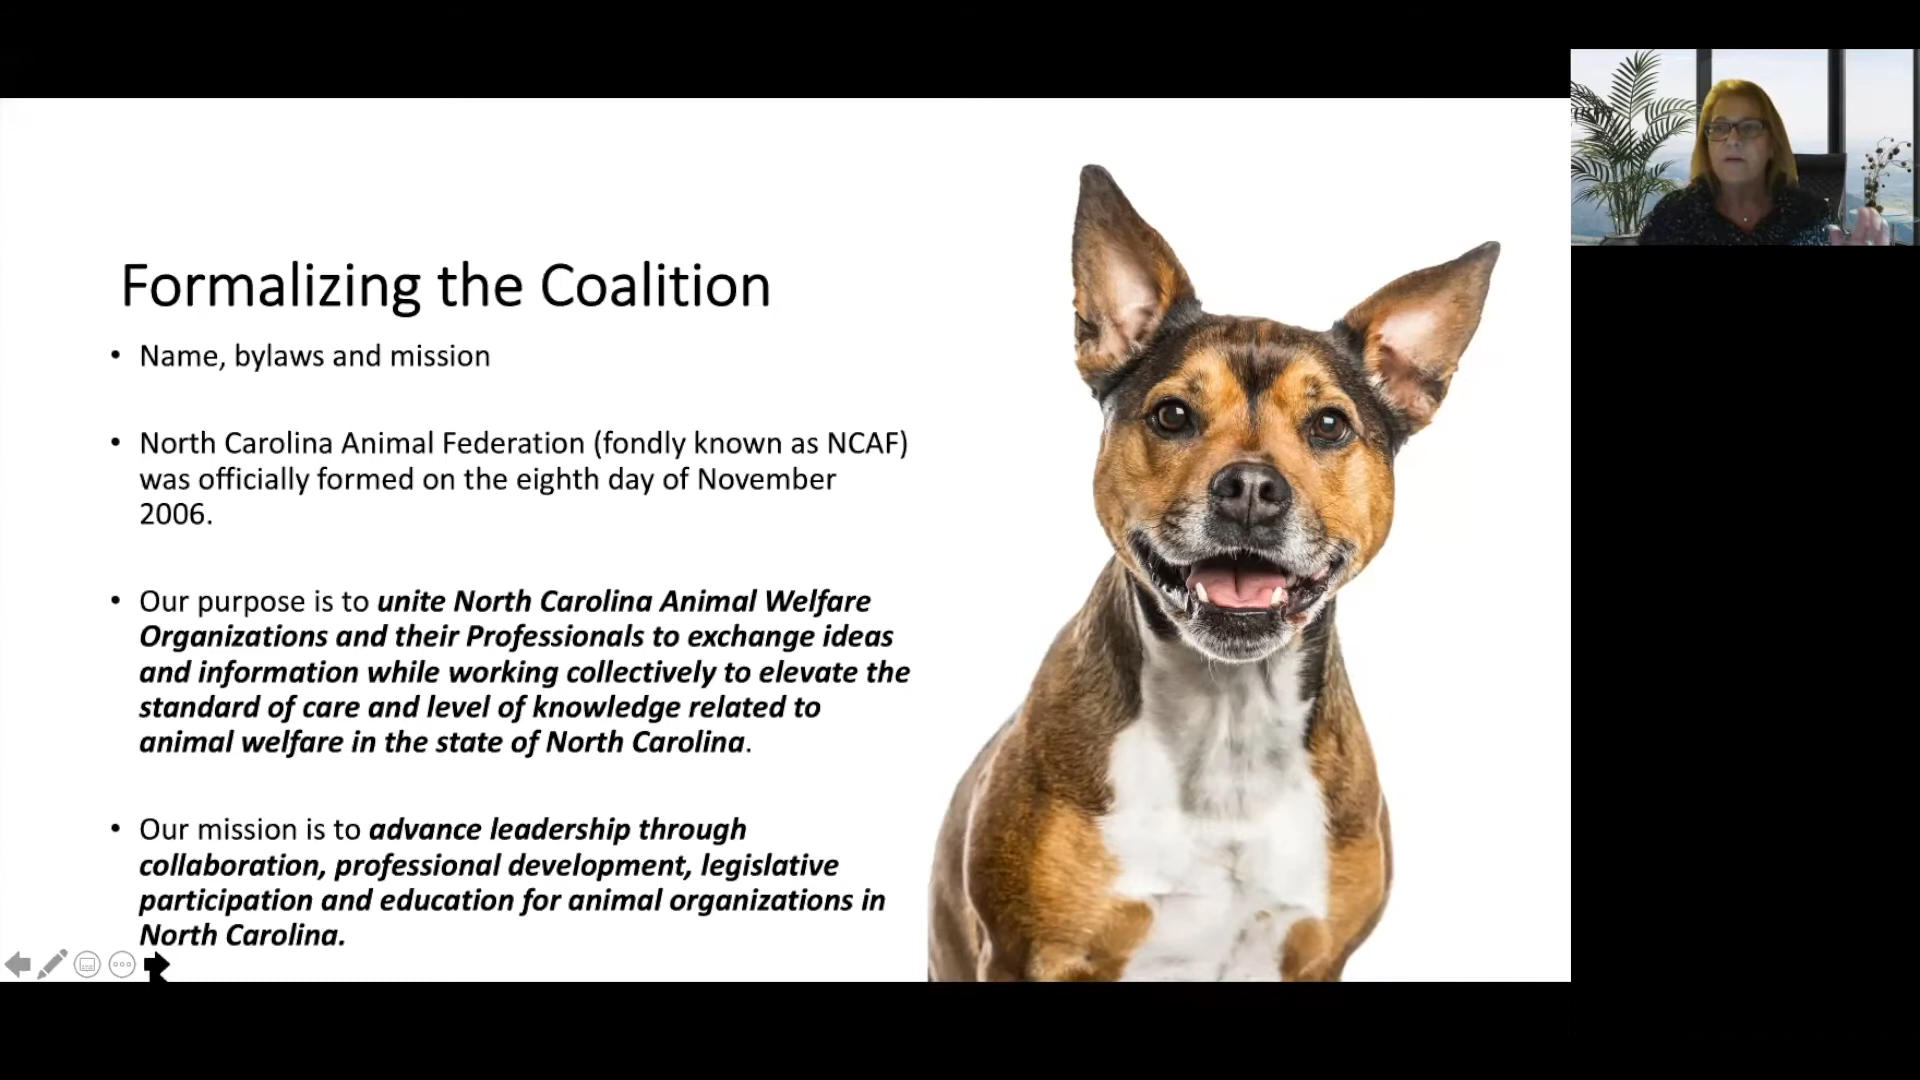 Formalizing the Coalition
• Name, bylaws and mission
• North Carolina Animal Federation (fondly known as NCAF)
was officially formed on the eighth day of November
2006.
• Our purpose is to unite North Carolina Animal Welfare
Organizations and their Professionals to exchange ideas
and information while working collectively to elevate the
standard of care and level of knowledge related to
animal welfare in the state of North Carolina.
• Our mission is to advance leadership through
collaboration, professional development, legislative
participation and education for animal organizations in
North Carolina.